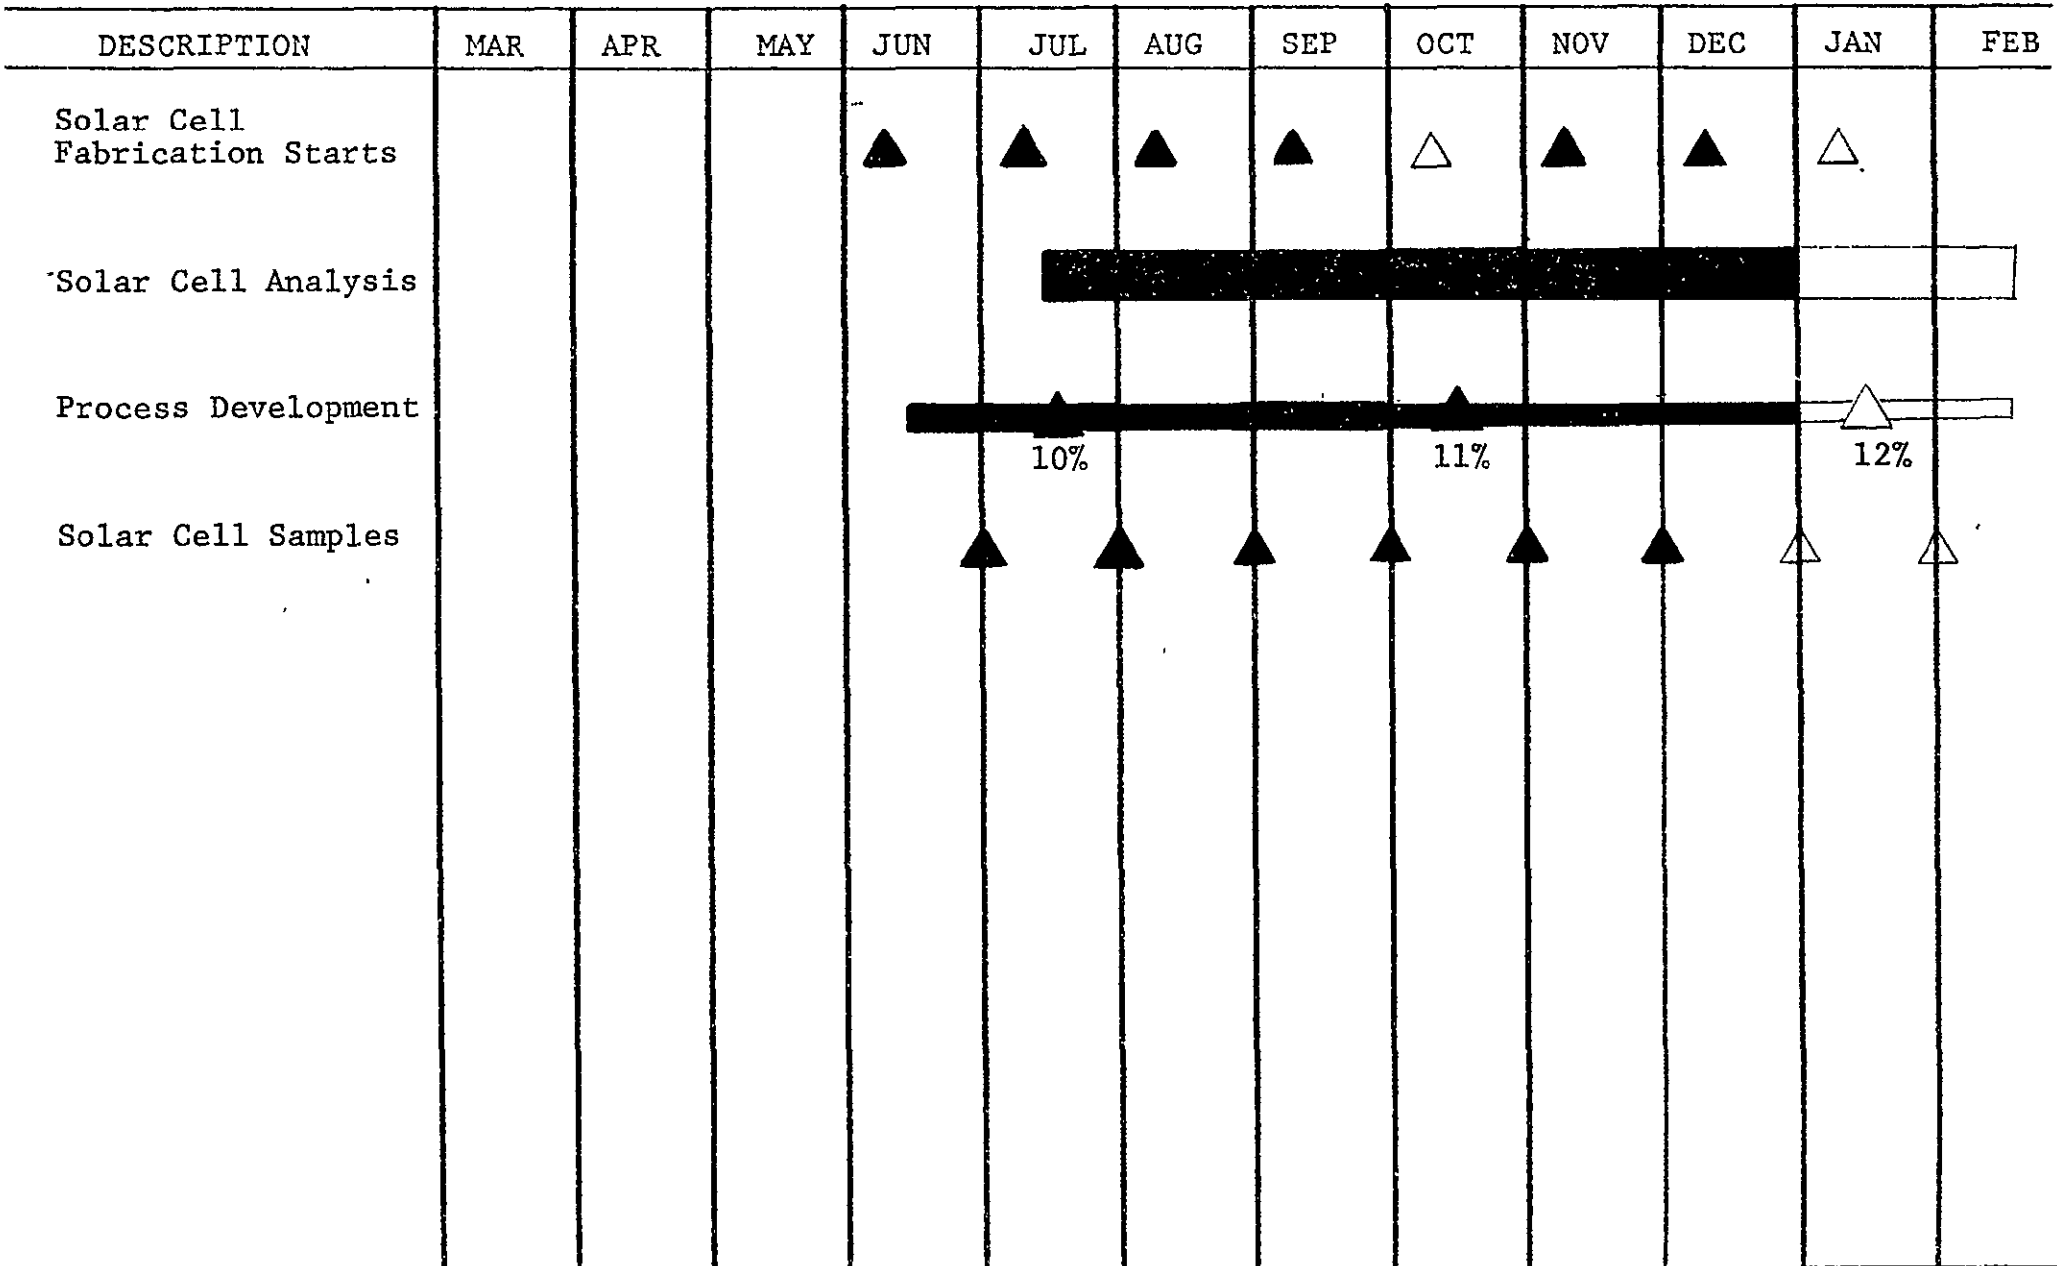 DESCRIPTION MAR APR MAY JUN JUL AUG SEP OCT NOV DEC JAN FEB
Solar Cell
Fabrication Starts
Solar Cell Analysis
Process Development
10% 11% 12%
Solar Cell Samples